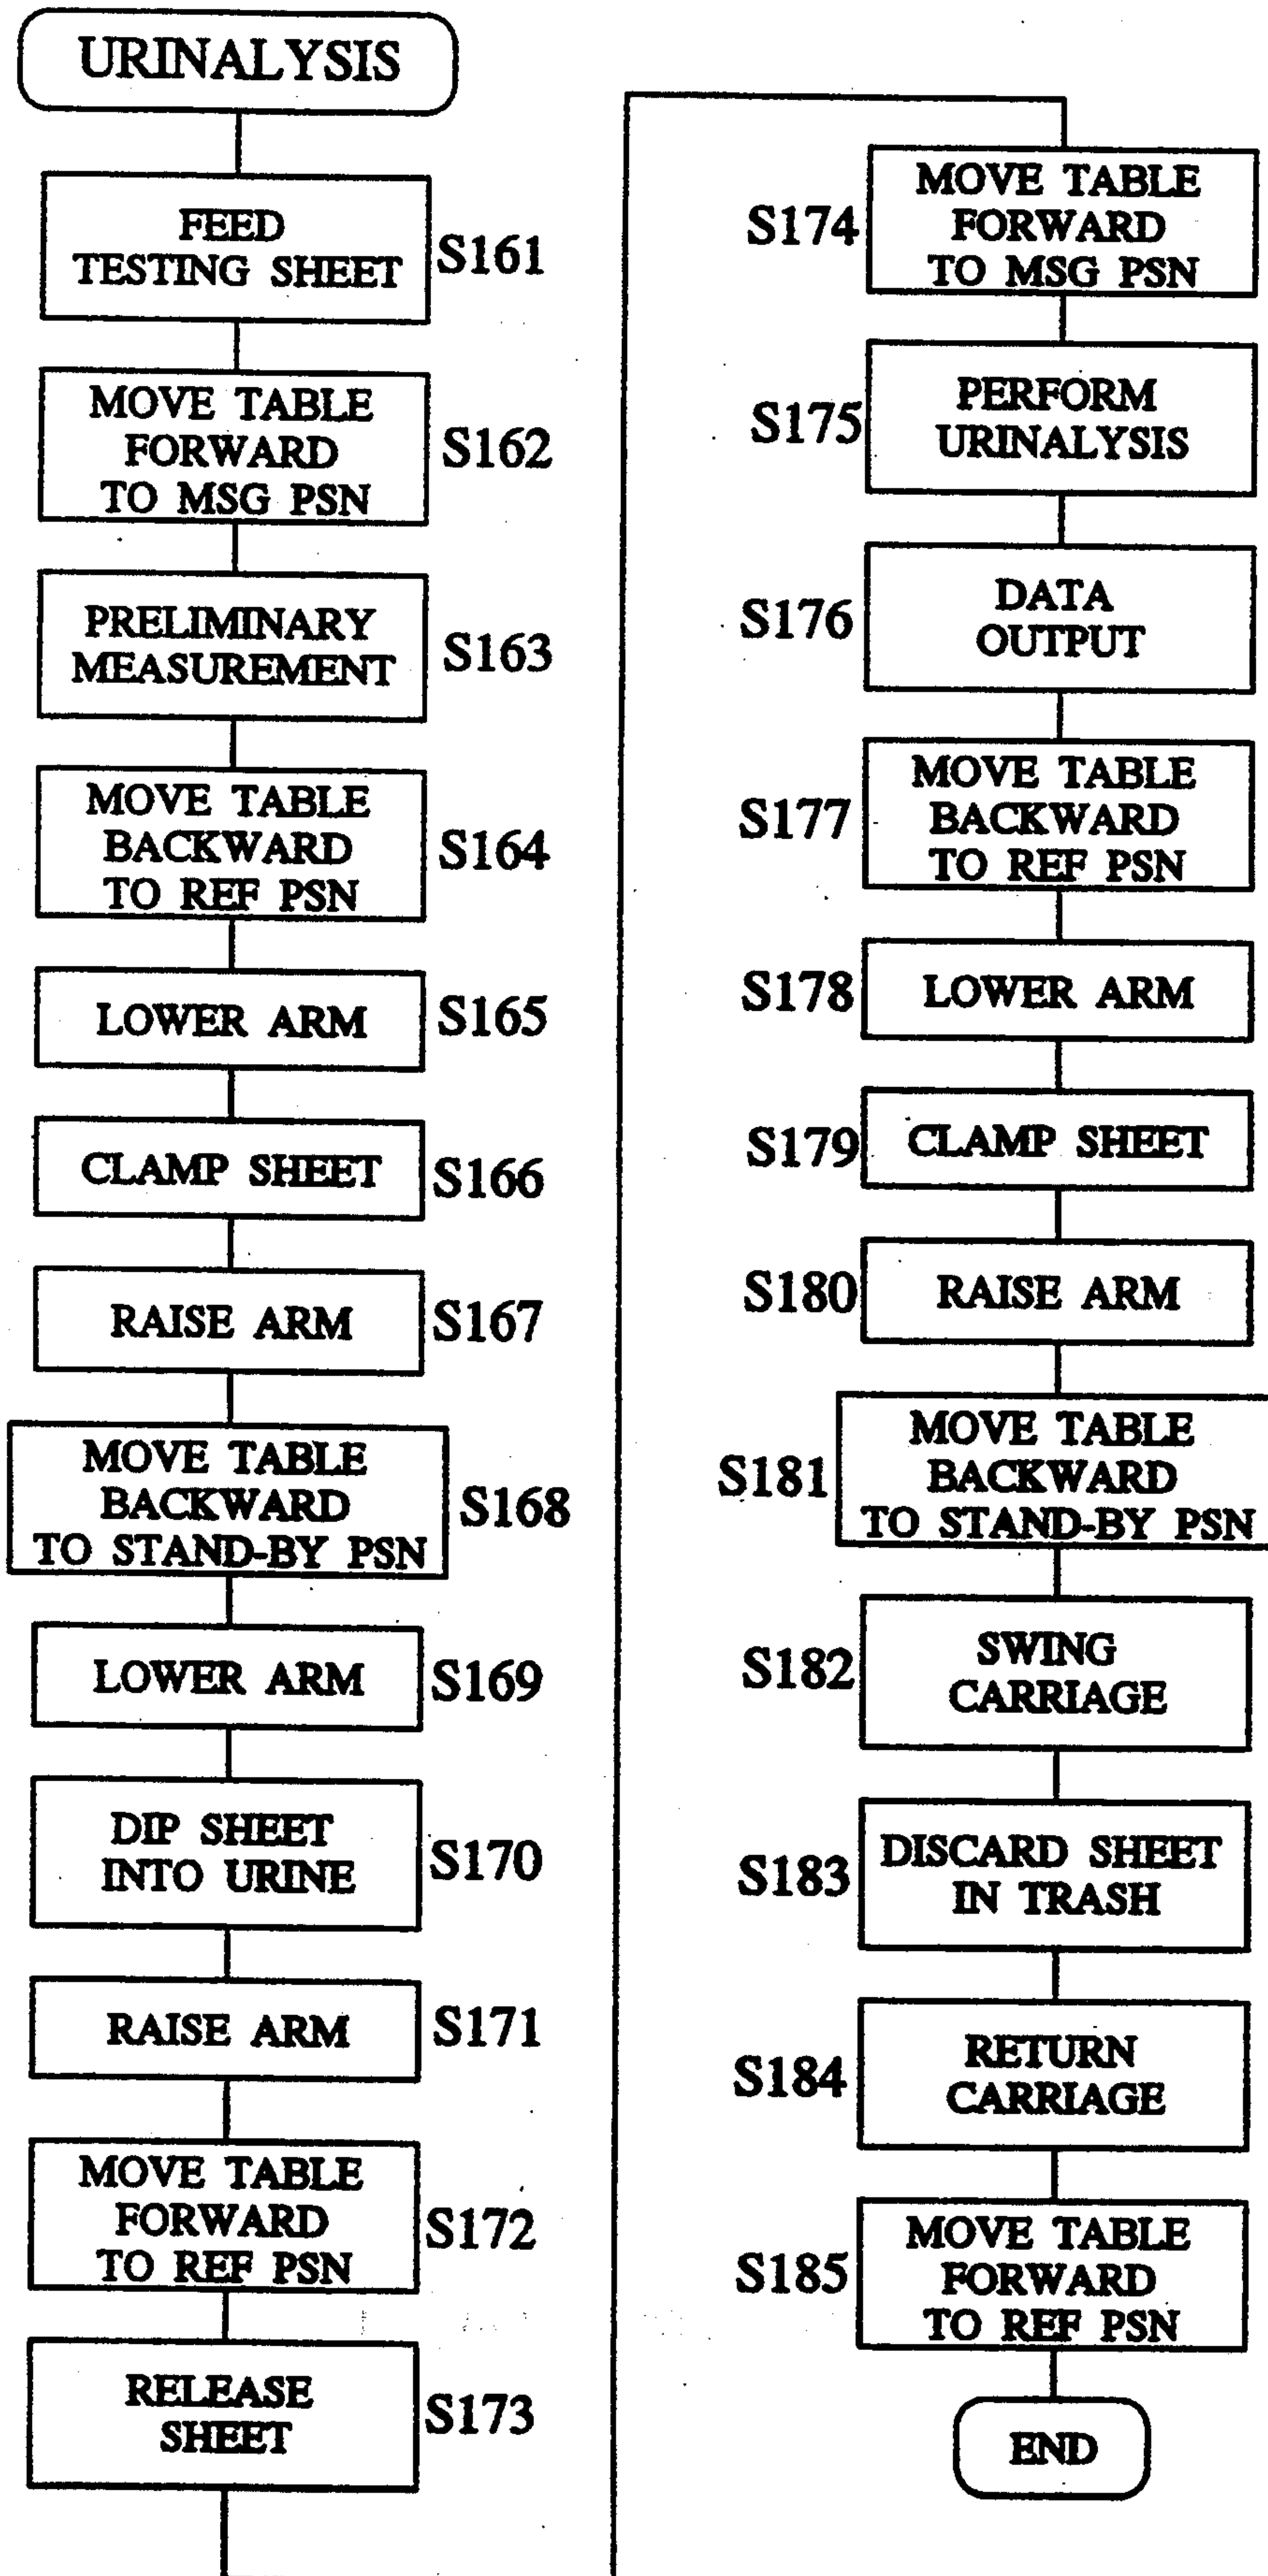 URINALYSIS
FEED
TESTING SHEET
S161
MOVE TABLE
FORWARD
TO MSG PSN
S162
PRELIMINARY
MEASUREMENT
S163
MOVE TABLE
BACKWARD
TO REF PSN
S164
LOWER ARM
S165
CLAMP SHEET
S166
RAISE ARM
S167
MOVE TABLE
BACKWARD
TO STAND-BY PSN
S168
LOWER ARM
S169
DIP SHEET
INTO URINE
S170
RAISE ARM
S171
MOVE TABLE
FORWARD
TO REF PSN
S172
RELEASE
SHEET
S173
MOVE TABLE
FORWARD
TO MSG PSN
S174
PERFORM
URINALYSIS
S175
DATA
OUTPUT
S176
MOVE TABLE
BACKWARD
TO REF PSN
S177
LOWER ARM
S178
CLAMP SHEET
S179
RAISE ARM
S180
MOVE TABLE
BACKWARD
TO STAND-BY PSN
S181
SWING
CARRIAGE
S182
DISCARD SHEET
IN TRASH
S183
RETURN
CARRIAGE
S184
MOVE TABLE
FORWARD
TO REF PSN
S185
END